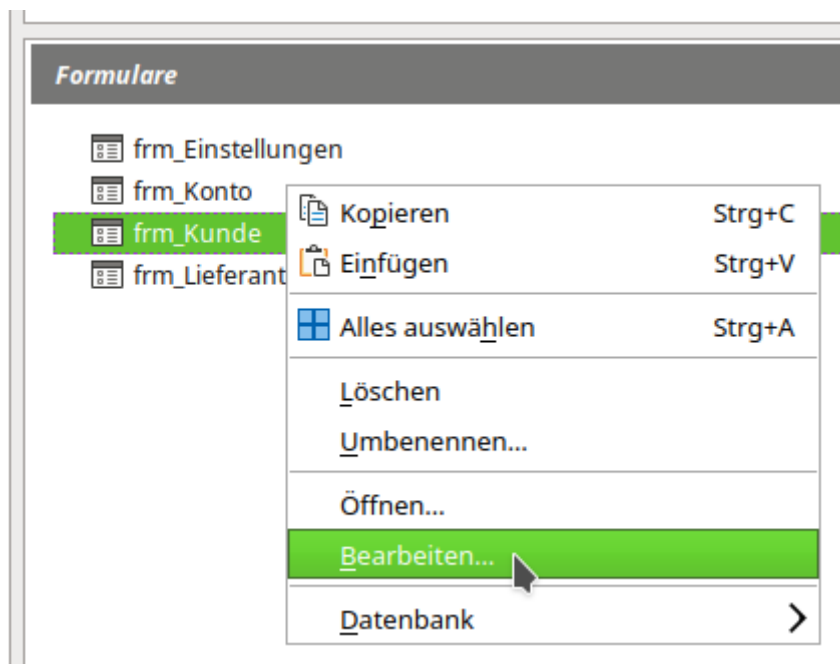 Formulare
frm_Einstellungen
frm_Konto
frm_Kunde
frm_Lieferant
Kopieren Strg+C
Einfügen Strg+V
Alles auswählen Strg+A
Löschen
Umbenennen...
Öffnen...
Bearbeiten...
Datenbank